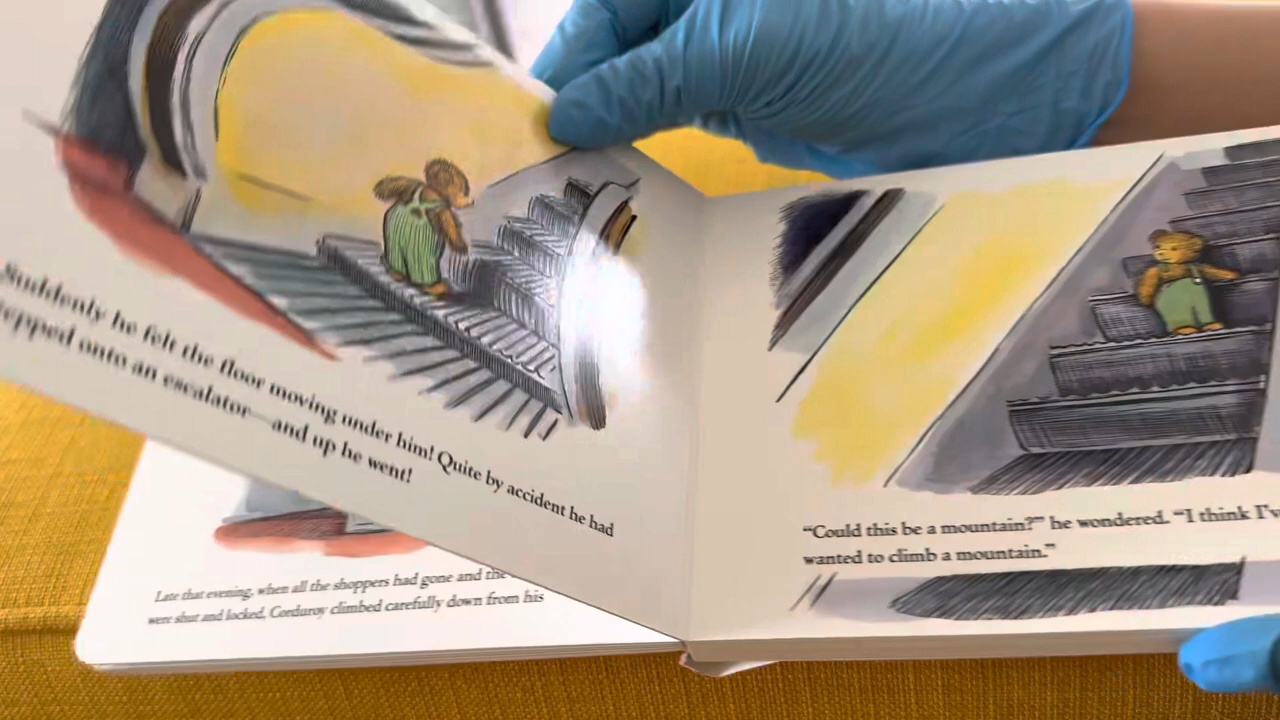 Suddenly he felt the floor moving under him! Quite by accident he had
stepped onto an escalator—and up he went!
Late that evening, when all the shoppers had gone and the
were shut and locked, Corduroy climbed carefully down from his
“Could this be a mountain?” he wondered. “I think I’v
wanted to climb a mountain.”